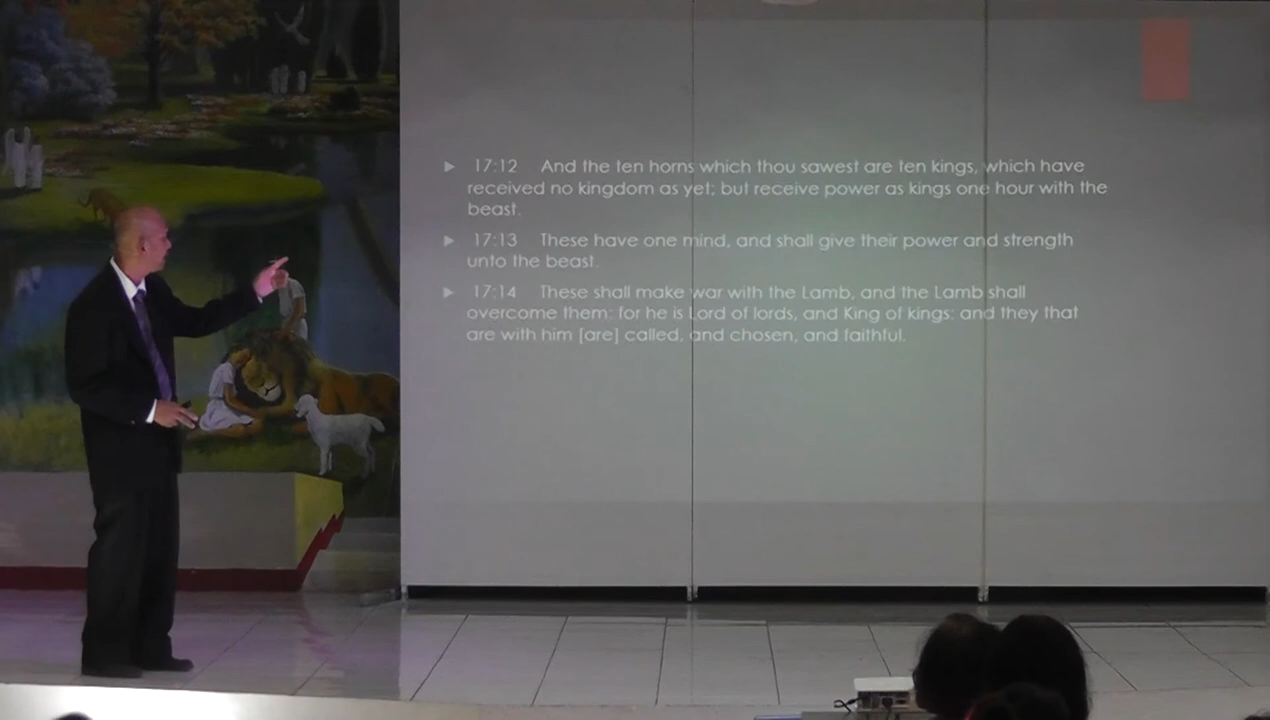 17:12 And the ten horns which thou sawest are ten kings, which have
received no kingdom as yet; but receive power as kings one hour with the
beast.
17:13 These have one mind, and shall give their power and strength
unto the beast.
17:14 These shall make war with the Lamb, and the Lamb shall
overcome them: for he is Lord of lords, and King of kings: and they that
are with him [are] called, and chosen, and faithful.